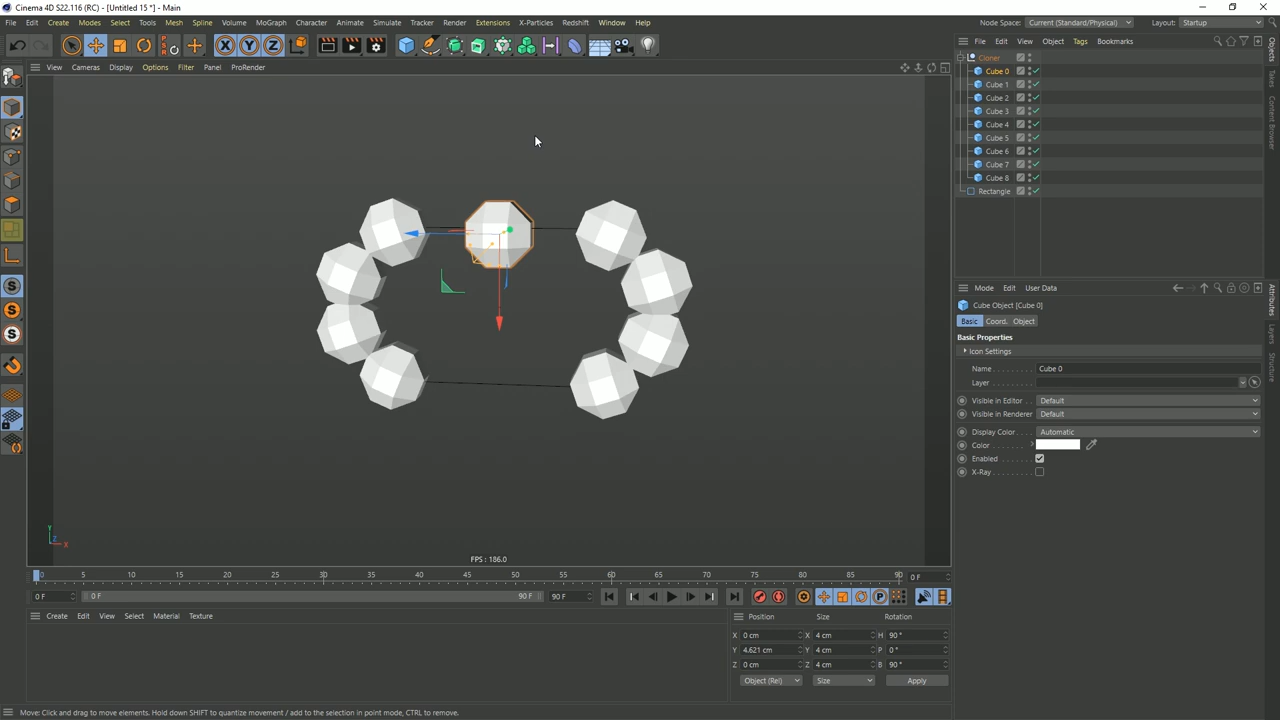 Cinema 4D S22.116 (RC) - [Untitled 15 *] - Main
File Edit Create Modes Select Tools Mesh Spline Volume MoGraph Character Animate Simulate Tracker Render Extensions X-Particles Redshift Window Help Node Space: Current (Standard/Physical) Layout: Startup
View Cameras Display Options Filter Panel ProRender
File Edit View Object Tags Bookmarks
Cloner
Cube 0
Cube 1
Cube 2
Cube 3
Cube 4
Cube 5
Cube 6
Cube 7
Cube 8
Rectangle
Objects
Takes
Content Browser
Mode Edit User Data
Cube Object [Cube 0]
Basic Coord. Object
Basic Properties
Icon Settings
Name Cube 0
Layer
Visible in Editor Default
Visible in Renderer Default
Display Color Automatic
Color
Enabled
X-Ray
Attributes
Layers
Structure
Y
Z
X
FPS : 186.0
0 5 10 15 20 25 30 35 40 45 50 55 60 65 70 75 80 85 90 0 F
0 F 0 F 90 F 90 F
Create Edit View Select Material Texture
Position Size Rotation
X 0 cm X 4 cm H 90 °
Y 4.621 cm Y 4 cm P 0 °
Z 0 cm Z 4 cm B 90 °
Object (Rel) Size Apply
Move: Click and drag to move elements. Hold down SHIFT to quantize movement / add to the selection in point mode, CTRL to remove.